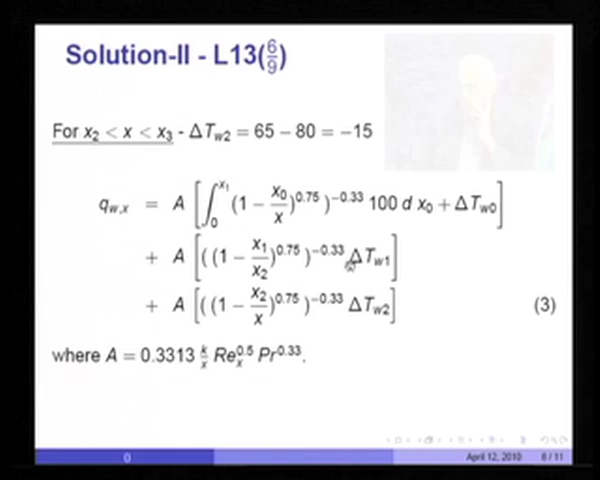 Solution-II - L13(6/9)
For x₂ < x < x₃ - ΔT_w2 = 65 − 80 = −15
q_w,x = A [∫₀^x₁ (1 − x₀/x)^0.75 )^−0.33 100 d x₀ + ΔT_w0]
+ A [( (1 − x₁/x₂)^0.75 )^−0.33 ΔT_w1]
+ A [( (1 − x₂/x)^0.75 )^−0.33 ΔT_w2] (3)
where A = 0.3313 k/x Re_x^0.5 Pr^0.33.
() April 12, 2010 8 / 11